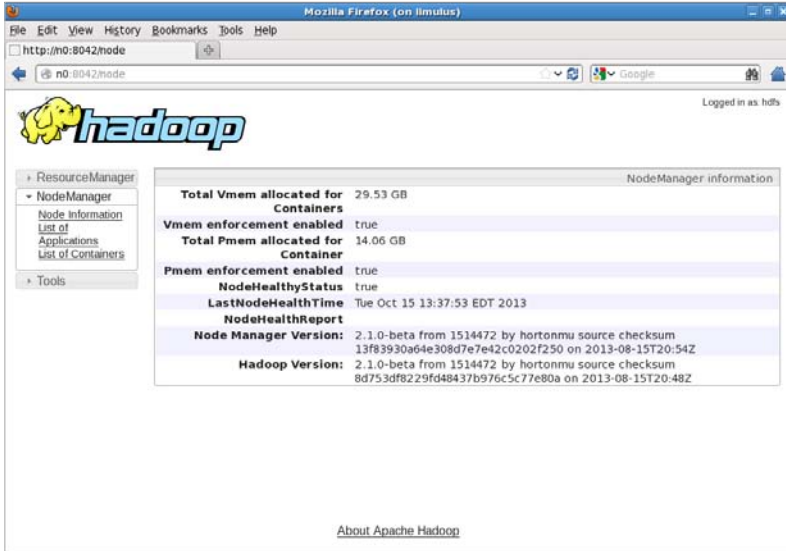 Mozilla Firefox (on limulus)
File Edit View History Bookmarks Tools Help
http://n0:8042/node
n0:8042/node
Google
Logged in as: hdfs
hadoop
ResourceManager
NodeManager
Node Information
List of
Applications
List of Containers
Tools
NodeManager information
Total Vmem allocated for 29.53 GB
Containers
Vmem enforcement enabled true
Total Pmem allocated for 14.06 GB
Container
Pmem enforcement enabled true
NodeHealthyStatus true
LastNodeHealthTime Tue Oct 15 13:37:53 EDT 2013
NodeHealthReport
Node Manager Version: 2.1.0-beta from 1514472 by hortonmu source checksum
13f83930a64e308d7e7e42c0202f250 on 2013-08-15T20:54Z
Hadoop Version: 2.1.0-beta from 1514472 by hortonmu source checksum
8d753df8229fd48437b976c5c77e80a on 2013-08-15T20:48Z
About Apache Hadoop